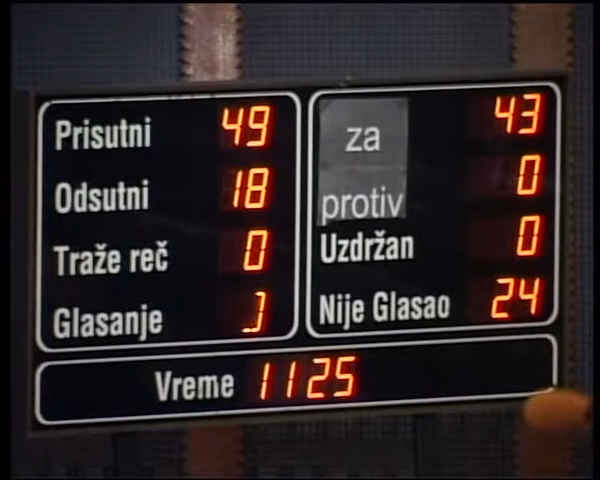 Prisutni 49
Odsutni 18
Traže reč 0
Glasanje
za 43
protiv 0
Uzdržan 0
Nije Glasao 24
Vreme 1125